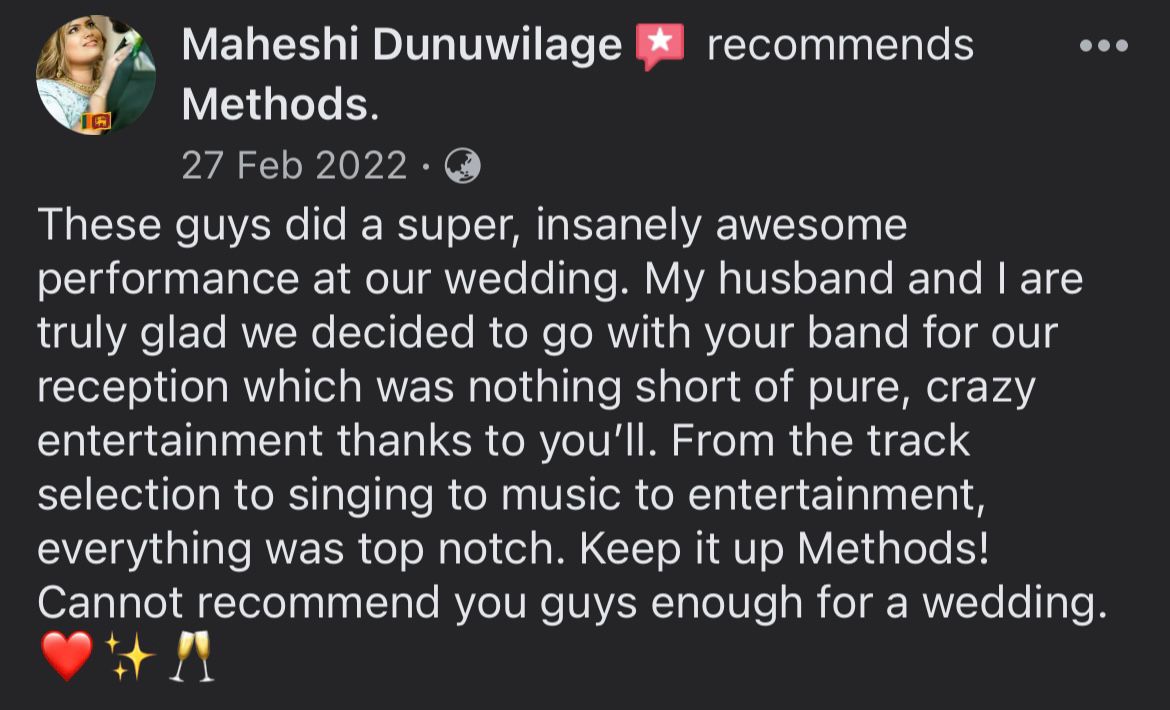 Maheshi Dunuwilage recommends
Methods.
27 Feb 2022 ·
These guys did a super, insanely awesome
performance at our wedding. My husband and I are
truly glad we decided to go with your band for our
reception which was nothing short of pure, crazy
entertainment thanks to you’ll. From the track
selection to singing to music to entertainment,
everything was top notch. Keep it up Methods!
Cannot recommend you guys enough for a wedding.
❤️✨🥂